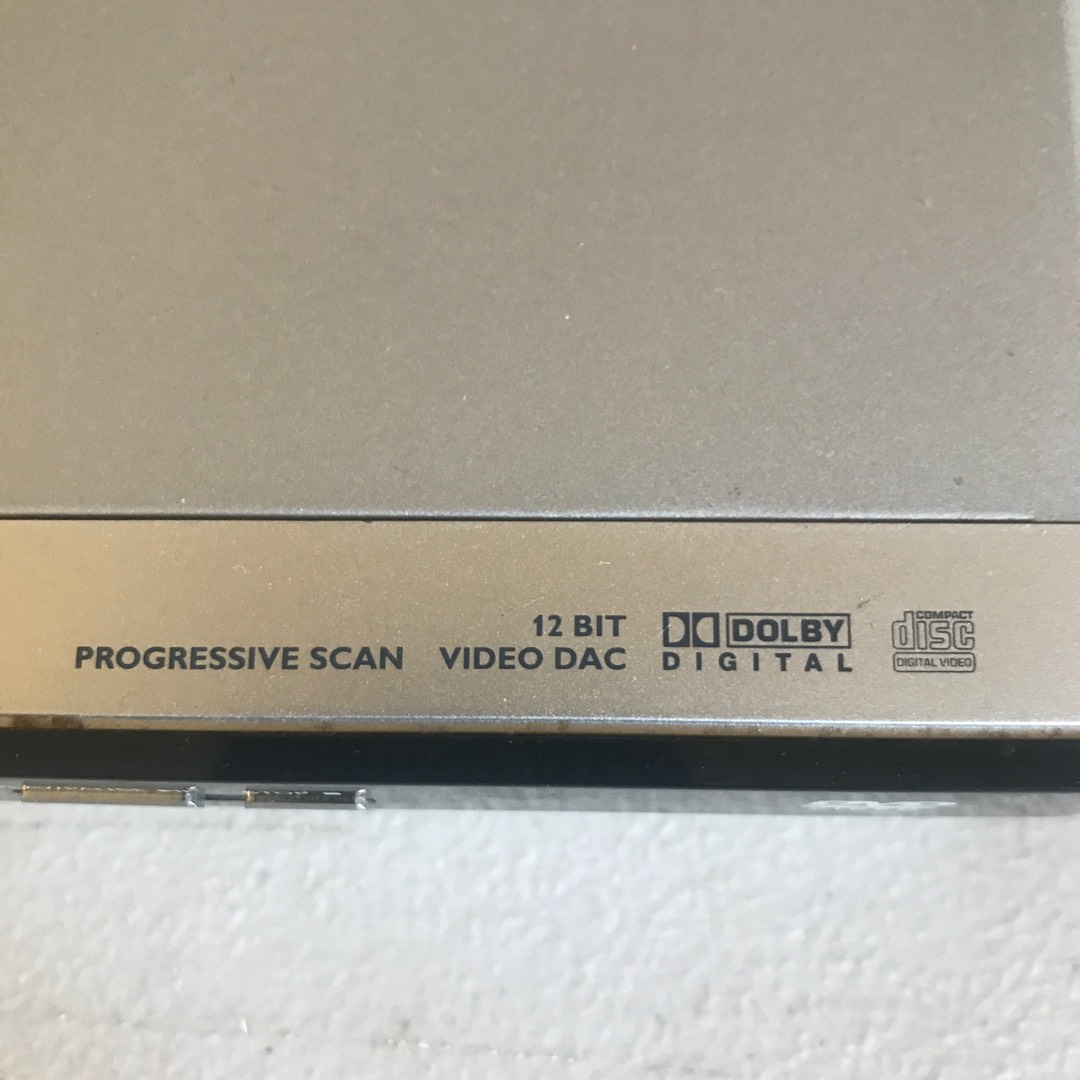 12 BIT
PROGRESSIVE SCAN VIDEO DAC
DOLBY
DIGITAL
COMPACT
disc
DIGITAL VIDEO